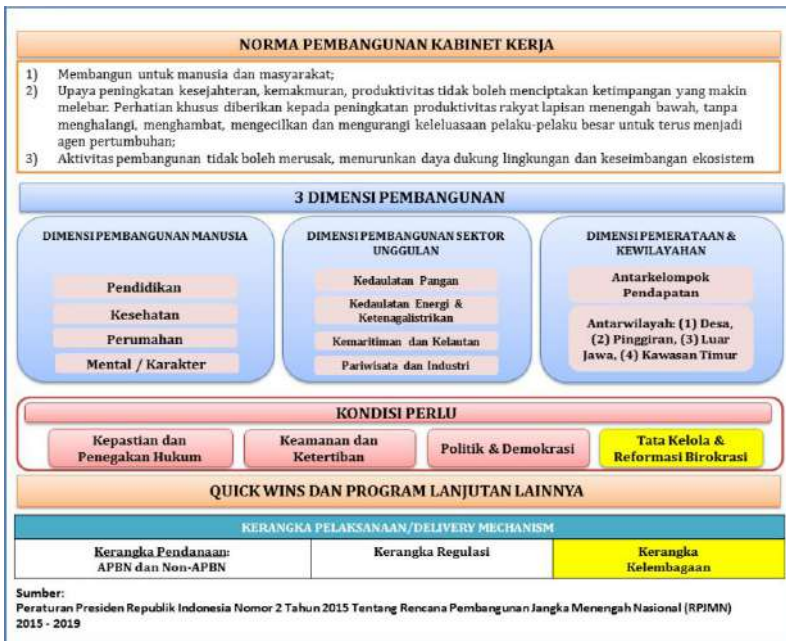 NORMA PEMBANGUNAN KABINET KERJA
1) Membangun untuk manusia dan masyarakat;
2) Upaya peningkatan kesejahteran, kemakmuran, produktivitas tidak boleh menciptakan ketimpangan yang makin
melebar. Perhatian khusus diberikan kepada peningkatan produktivitas rakyat lapisan menengah bawah, tanpa
menghalangi, menghambat, mengecilkan dan mengurangi keleluasaan pelaku-pelaku besar untuk terus menjadi
agen pertumbuhan;
3) Aktivitas pembangunan tidak boleh merusak, menurunkan daya dukung lingkungan dan keseimbangan ekosistem
3 DIMENSI PEMBANGUNAN
DIMENSI PEMBANGUNAN MANUSIA
Pendidikan
Kesehatan
Perumahan
Mental / Karakter
DIMENSI PEMBANGUNAN SEKTOR
UNGGULAN
Kedaulatan Pangan
Kedaulatan Energi &
Ketenagalistrikan
Kemaritiman dan Kelautan
Pariwisata dan Industri
DIMENSI PEMERATAAN &
KEWILAYAHAN
Antarkelompok
Pendapatan
Antarwilayah: (1) Desa,
(2) Pinggiran, (3) Luar
Jawa, (4) Kawasan Timur
KONDISI PERLU
Kepastian dan
Penegakan Hukum
Keamanan dan
Ketertiban
Politik & Demokrasi
Tata Kelola &
Reformasi Birokrasi
QUICK WINS DAN PROGRAM LANJUTAN LAINNYA
KERANGKA PELAKSANAAN/DELIVERY MECHANISM
Kerangka Pendanaan:
APBN dan Non-APBN
Kerangka Regulasi
Kerangka
Kelembagaan
Sumber:
Peraturan Presiden Republik Indonesia Nomor 2 Tahun 2015 Tentang Rencana Pembangunan Jangka Menengah Nasional (RPJMN)
2015 - 2019